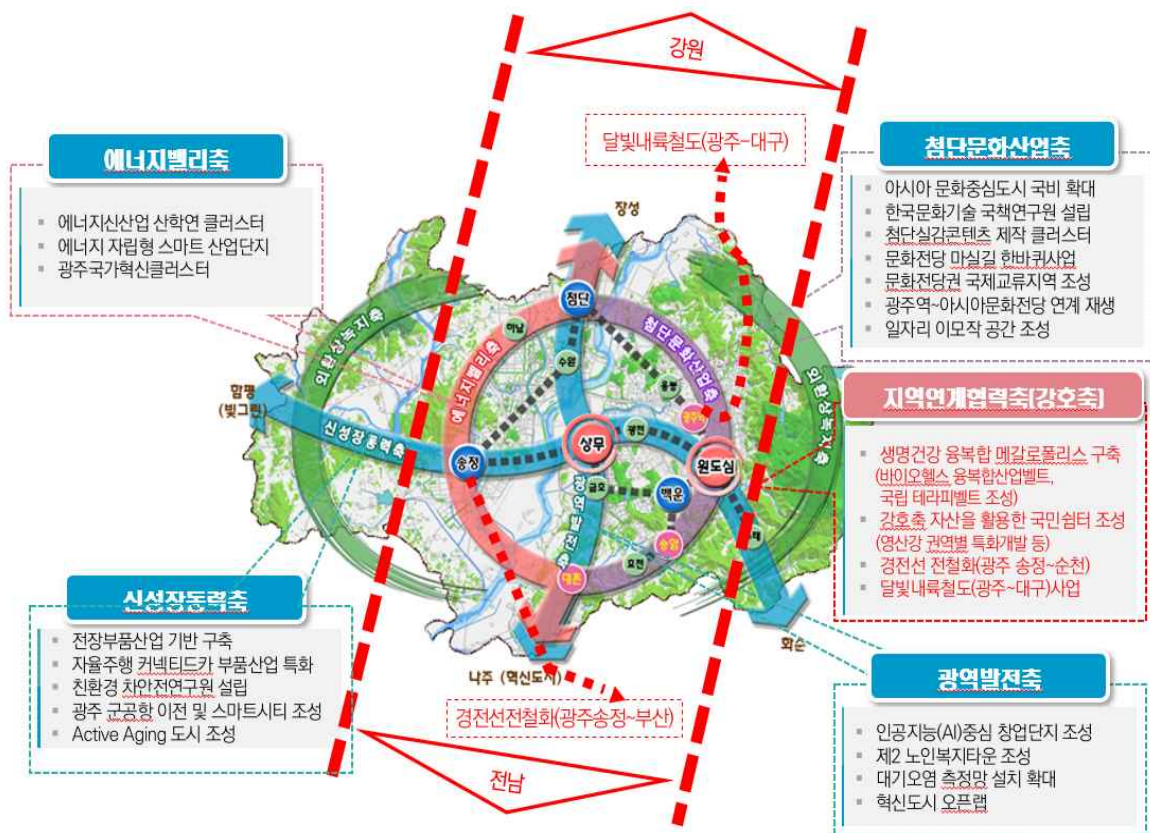 강원
달빛내륙철도(광주~대구)
에너지밸리축
에너지신산업 산학연 클러스터
에너지 자립형 스마트 산업단지
광주국가혁신클러스터
첨단문화산업축
아시아 문화중심도시 국비 확대
한국문화기술 국책연구원 설립
첨단실감콘텐츠 제작 클러스터
문화전당 마실길 한바퀴사업
문화전당권 국제교류지역 조성
광주역~아시아문화전당 연계 재생
일자리 이모작 공간 조성
장성
첨단
하남
수완
첨단문화산업축
외환상녹지축
에너지밸리축
용봉
외환상녹지축
함평
(빛그린)
신성장동력축
광주역
상무
광천
송정
원도심
금호
백운
광역발전축
송암
효천
대촌
나주 (혁신도시)
화순
지역연계협력축(강호축)
생명건강 융복합 메갈로폴리스 구축
(바이오헬스 융복합산업벨트,
국립 테라피벨트 조성)
강호축 자산을 활용한 국민쉼터 조성
(영산강 권역별 특화개발 등)
경전선 전철화(광주 송정~순천)
달빛내륙철도(광주~대구)사업
신성장동력축
전장부품산업 기반 구축
자율주행 커넥티드카 부품산업 특화
친환경 차안전연구원 설립
광주 군공항 이전 및 스마트시티 조성
Active Aging 도시 조성
경전선전철화(광주송정~부산)
전남
광역발전축
인공지능(AI)중심 창업단지 조성
제2 노인복지타운 조성
대기오염 측정망 설치 확대
혁신도시 오픈랩